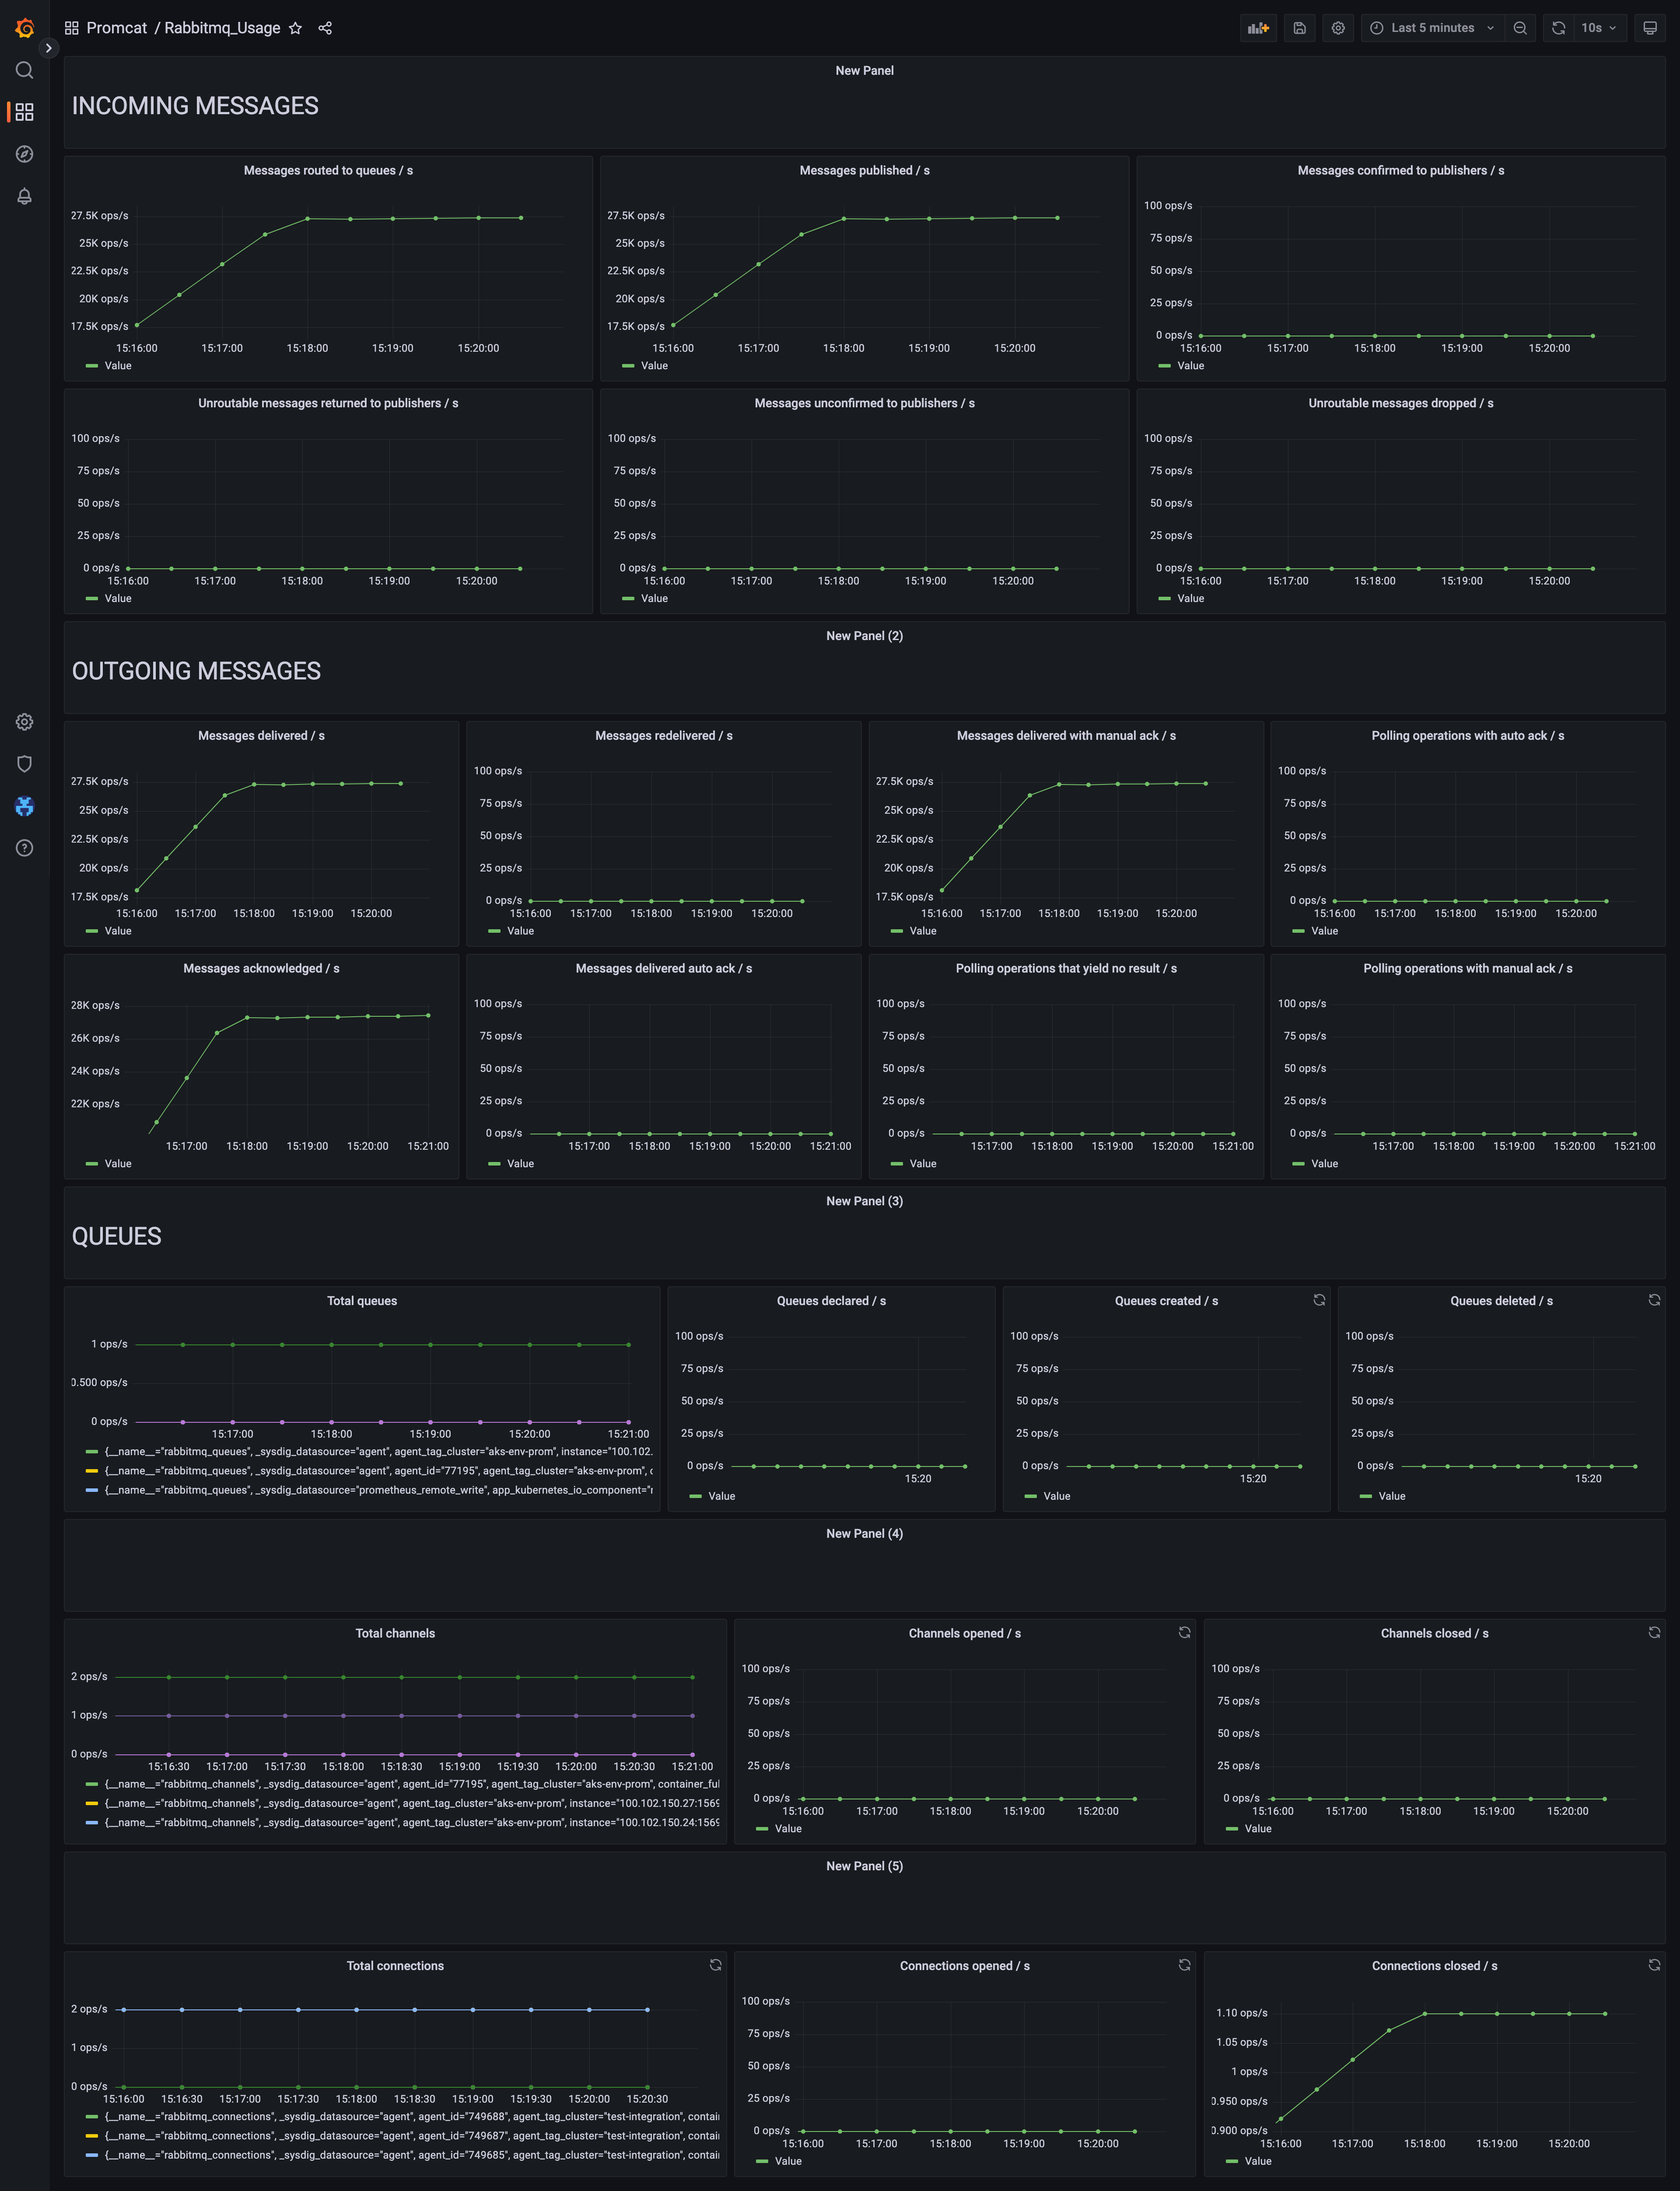 Promcat / Rabbitmq_Usage
Last 5 minutes
10s
New Panel
INCOMING MESSAGES
Messages routed to queues / s
27.5K ops/s
25K ops/s
22.5K ops/s
20K ops/s
17.5K ops/s
15:16:00 15:17:00 15:18:00 15:19:00 15:20:00
Value
Messages published / s
27.5K ops/s
25K ops/s
22.5K ops/s
20K ops/s
17.5K ops/s
15:16:00 15:17:00 15:18:00 15:19:00 15:20:00
Value
Messages confirmed to publishers / s
100 ops/s
75 ops/s
50 ops/s
25 ops/s
0 ops/s
15:16:00 15:17:00 15:18:00 15:19:00 15:20:00
Value
Unroutable messages returned to publishers / s
100 ops/s
75 ops/s
50 ops/s
25 ops/s
0 ops/s
15:16:00 15:17:00 15:18:00 15:19:00 15:20:00
Value
Messages unconfirmed to publishers / s
100 ops/s
75 ops/s
50 ops/s
25 ops/s
0 ops/s
15:16:00 15:17:00 15:18:00 15:19:00 15:20:00
Value
Unroutable messages dropped / s
100 ops/s
75 ops/s
50 ops/s
25 ops/s
0 ops/s
15:16:00 15:17:00 15:18:00 15:19:00 15:20:00
Value
New Panel (2)
OUTGOING MESSAGES
Messages delivered / s
27.5K ops/s
25K ops/s
22.5K ops/s
20K ops/s
17.5K ops/s
15:16:00 15:17:00 15:18:00 15:19:00 15:20:00
Value
Messages redelivered / s
100 ops/s
75 ops/s
50 ops/s
25 ops/s
0 ops/s
15:16:00 15:17:00 15:18:00 15:19:00 15:20:00
Value
Messages delivered with manual ack / s
27.5K ops/s
25K ops/s
22.5K ops/s
20K ops/s
17.5K ops/s
15:16:00 15:17:00 15:18:00 15:19:00 15:20:00
Value
Polling operations with auto ack / s
100 ops/s
75 ops/s
50 ops/s
25 ops/s
0 ops/s
15:16:00 15:17:00 15:18:00 15:19:00 15:20:00
Value
Messages acknowledged / s
28K ops/s
26K ops/s
24K ops/s
22K ops/s
15:17:00 15:18:00 15:19:00 15:20:00 15:21:00
Value
Messages delivered auto ack / s
100 ops/s
75 ops/s
50 ops/s
25 ops/s
0 ops/s
15:17:00 15:18:00 15:19:00 15:20:00 15:21:00
Value
Polling operations that yield no result / s
100 ops/s
75 ops/s
50 ops/s
25 ops/s
0 ops/s
15:17:00 15:18:00 15:19:00 15:20:00 15:21:00
Value
Polling operations with manual ack / s
100 ops/s
75 ops/s
50 ops/s
25 ops/s
0 ops/s
15:17:00 15:18:00 15:19:00 15:20:00 15:21:00
Value
New Panel (3)
QUEUES
Total queues
1 ops/s
0.500 ops/s
0 ops/s
15:17:00 15:18:00 15:19:00 15:20:00 15:21:00
{__name__="rabbitmq_queues", _sysdig_datasource="agent", agent_tag_cluster="aks-env-prom", instance="100.102.
{__name__="rabbitmq_queues", _sysdig_datasource="agent", agent_id="77195", agent_tag_cluster="aks-env-prom", c
{__name__="rabbitmq_queues", _sysdig_datasource="prometheus_remote_write", app_kubernetes_io_component="r
Queues declared / s
100 ops/s
75 ops/s
50 ops/s
25 ops/s
0 ops/s
15:20
Value
Queues created / s
100 ops/s
75 ops/s
50 ops/s
25 ops/s
0 ops/s
15:20
Value
Queues deleted / s
100 ops/s
75 ops/s
50 ops/s
25 ops/s
0 ops/s
15:20
Value
New Panel (4)
Total channels
2 ops/s
1 ops/s
0 ops/s
15:16:30 15:17:00 15:17:30 15:18:00 15:18:30 15:19:00 15:19:30 15:20:00 15:20:30 15:21:00
{__name__="rabbitmq_channels", _sysdig_datasource="agent", agent_id="77195", agent_tag_cluster="aks-env-prom", container_ful
{__name__="rabbitmq_channels", _sysdig_datasource="agent", agent_tag_cluster="aks-env-prom", instance="100.102.150.27:1569
{__name__="rabbitmq_channels", _sysdig_datasource="agent", agent_tag_cluster="aks-env-prom", instance="100.102.150.24:1569
Channels opened / s
100 ops/s
75 ops/s
50 ops/s
25 ops/s
0 ops/s
15:16:00 15:17:00 15:18:00 15:19:00 15:20:00
Value
Channels closed / s
100 ops/s
75 ops/s
50 ops/s
25 ops/s
0 ops/s
15:16:00 15:17:00 15:18:00 15:19:00 15:20:00
Value
New Panel (5)
Total connections
2 ops/s
1 ops/s
0 ops/s
15:16:00 15:16:30 15:17:00 15:17:30 15:18:00 15:18:30 15:19:00 15:19:30 15:20:00 15:20:30
{__name__="rabbitmq_connections", _sysdig_datasource="agent", agent_id="749688", agent_tag_cluster="test-integration", contai
{__name__="rabbitmq_connections", _sysdig_datasource="agent", agent_id="749687", agent_tag_cluster="test-integration", contai
{__name__="rabbitmq_connections", _sysdig_datasource="agent", agent_id="749685", agent_tag_cluster="test-integration", contai
Connections opened / s
100 ops/s
75 ops/s
50 ops/s
25 ops/s
0 ops/s
15:16:00 15:17:00 15:18:00 15:19:00 15:20:00
Value
Connections closed / s
1.10 ops/s
1.05 ops/s
1 ops/s
0.950 ops/s
0.900 ops/s
15:16:00 15:17:00 15:18:00 15:19:00 15:20:00
Value